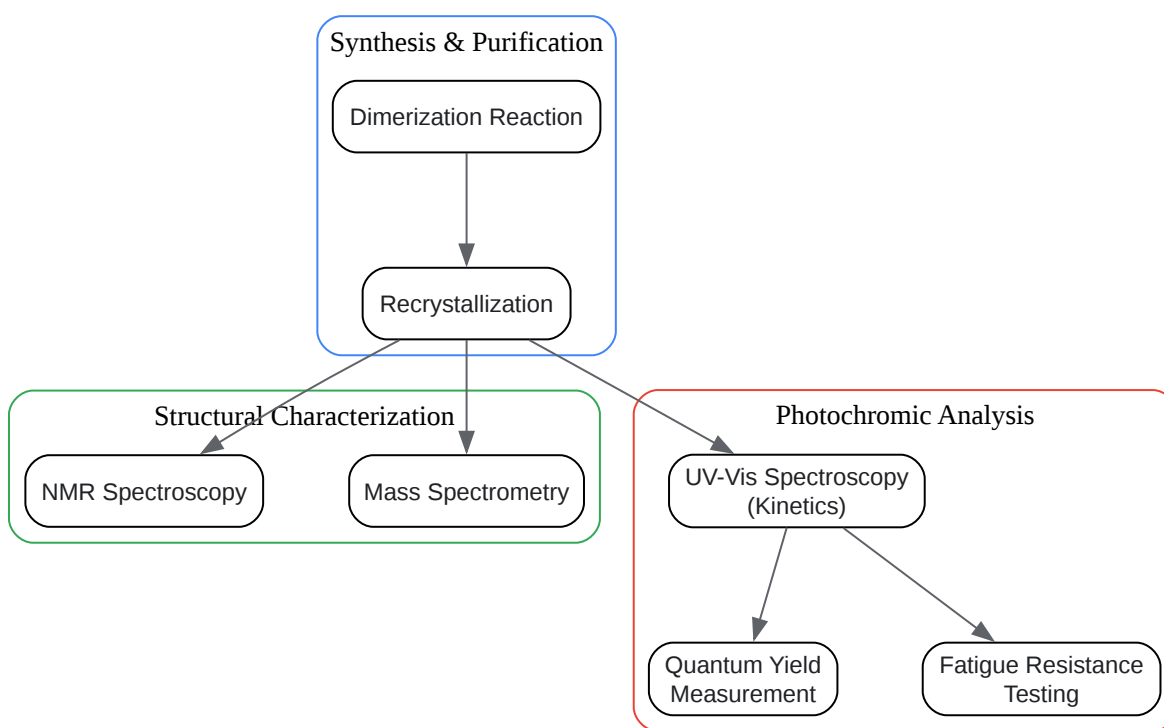 Synthesis & Purification
Dimerization Reaction
Recrystallization
Structural Characterization
NMR Spectroscopy
Mass Spectrometry
Photochromic Analysis
UV-Vis Spectroscopy
(Kinetics)
Quantum Yield
Measurement
Fatigue Resistance
Testing